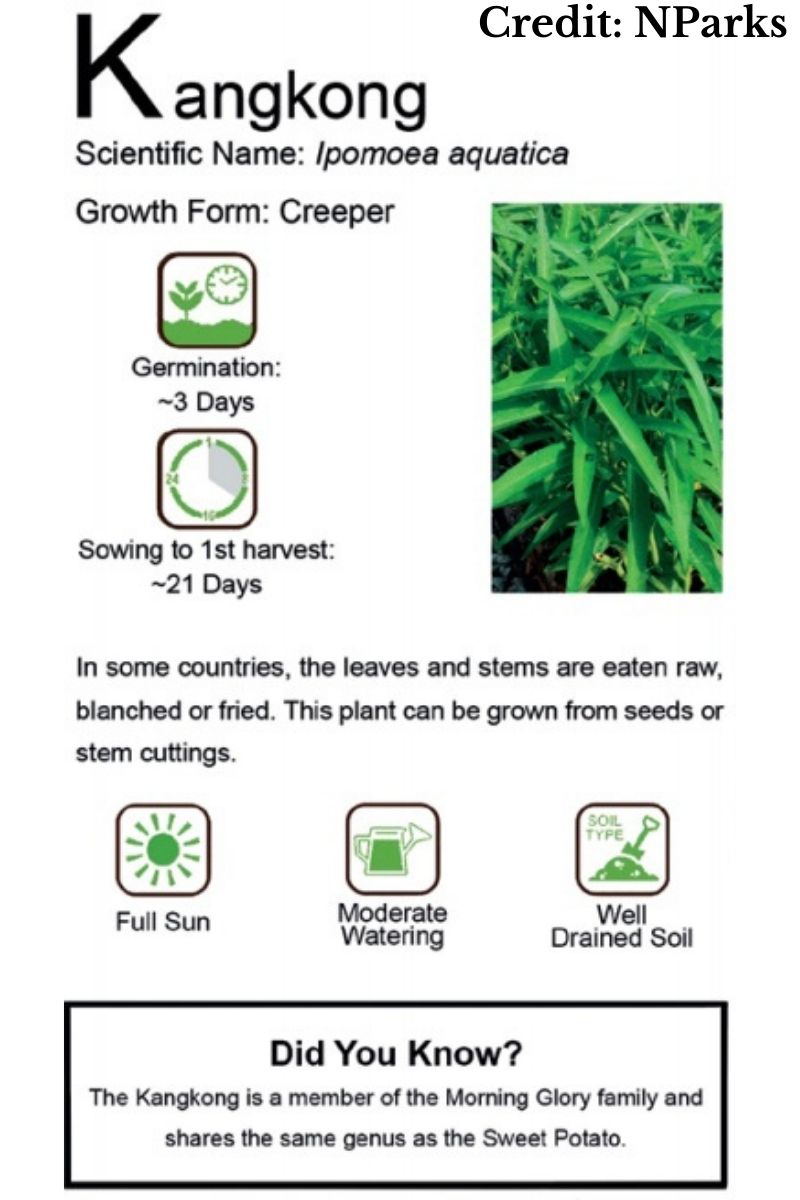 Credit: NParks
Kangkong
Scientific Name: Ipomoea aquatica
Growth Form: Creeper
Germination:
~3 Days
1
24
8
16
Sowing to 1st harvest:
~21 Days
In some countries, the leaves and stems are eaten raw,
blanched or fried. This plant can be grown from seeds or
stem cuttings.
SOIL
TYPE
Full Sun
Moderate
Watering
Well
Drained Soil
Did You Know?
The Kangkong is a member of the Morning Glory family and
shares the same genus as the Sweet Potato.